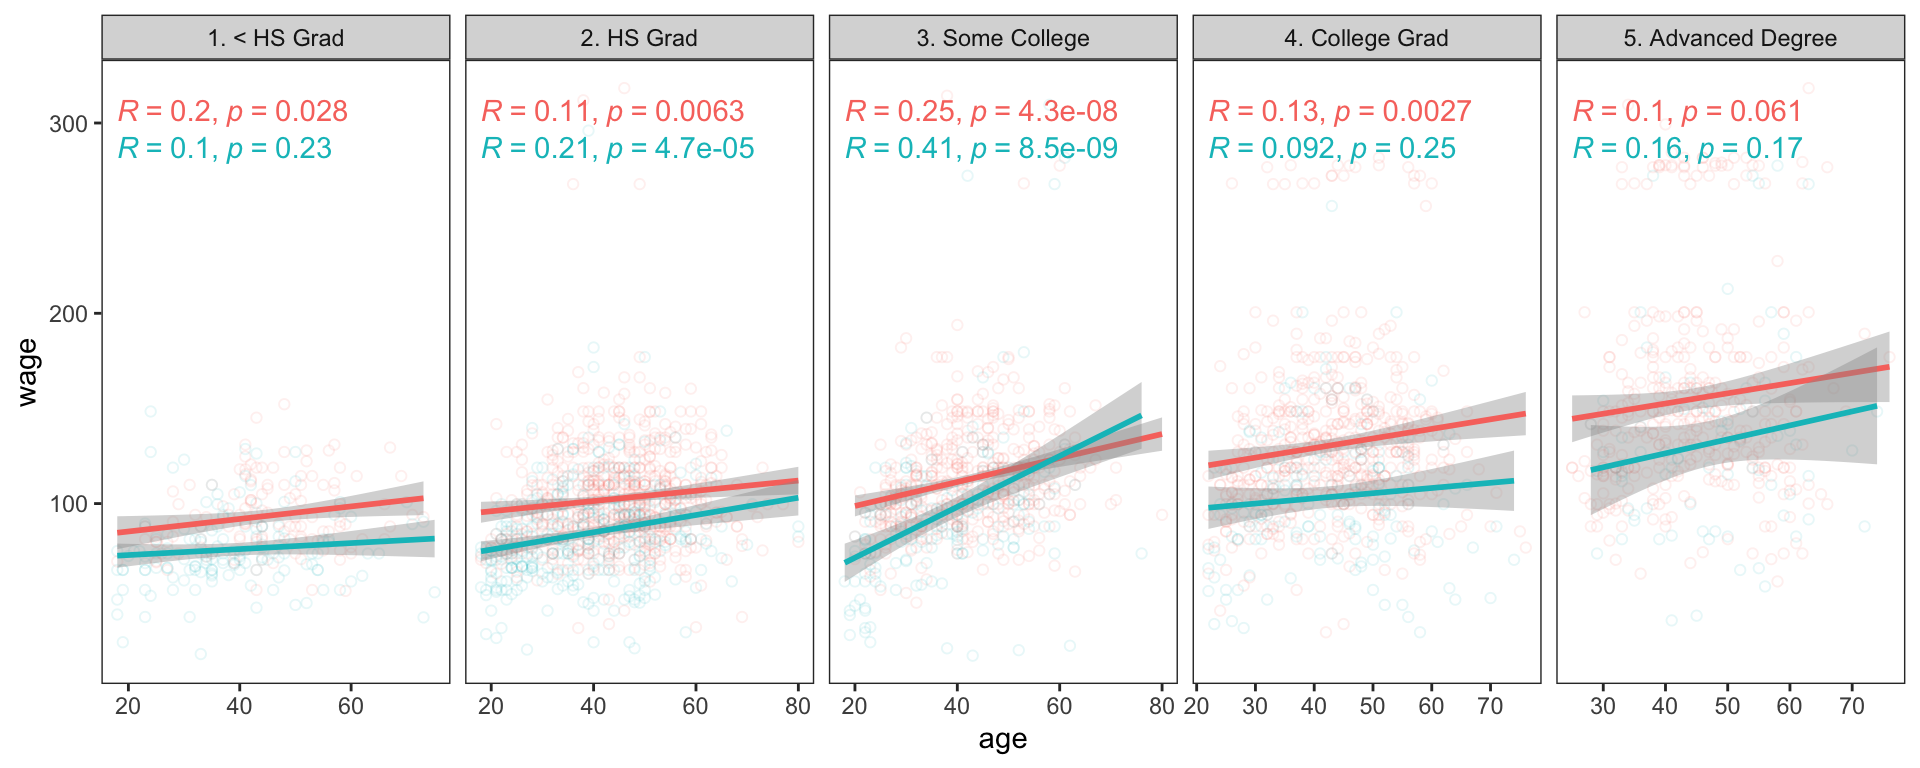 1. < HS Grad
2. HS Grad
3. Some College
4. College Grad
5. Advanced Degree
R = 0.2, p = 0.028
R = 0.1, p = 0.23
R = 0.11, p = 0.0063
R = 0.21, p = 4.7e-05
R = 0.25, p = 4.3e-08
R = 0.41, p = 8.5e-09
R = 0.13, p = 0.0027
R = 0.092, p = 0.25
R = 0.1, p = 0.061
R = 0.16, p = 0.17
300
200
100
wage
20 40 60
20 40 60 80
20 40 60 80
20 30 40 50 60 70
30 40 50 60 70
age